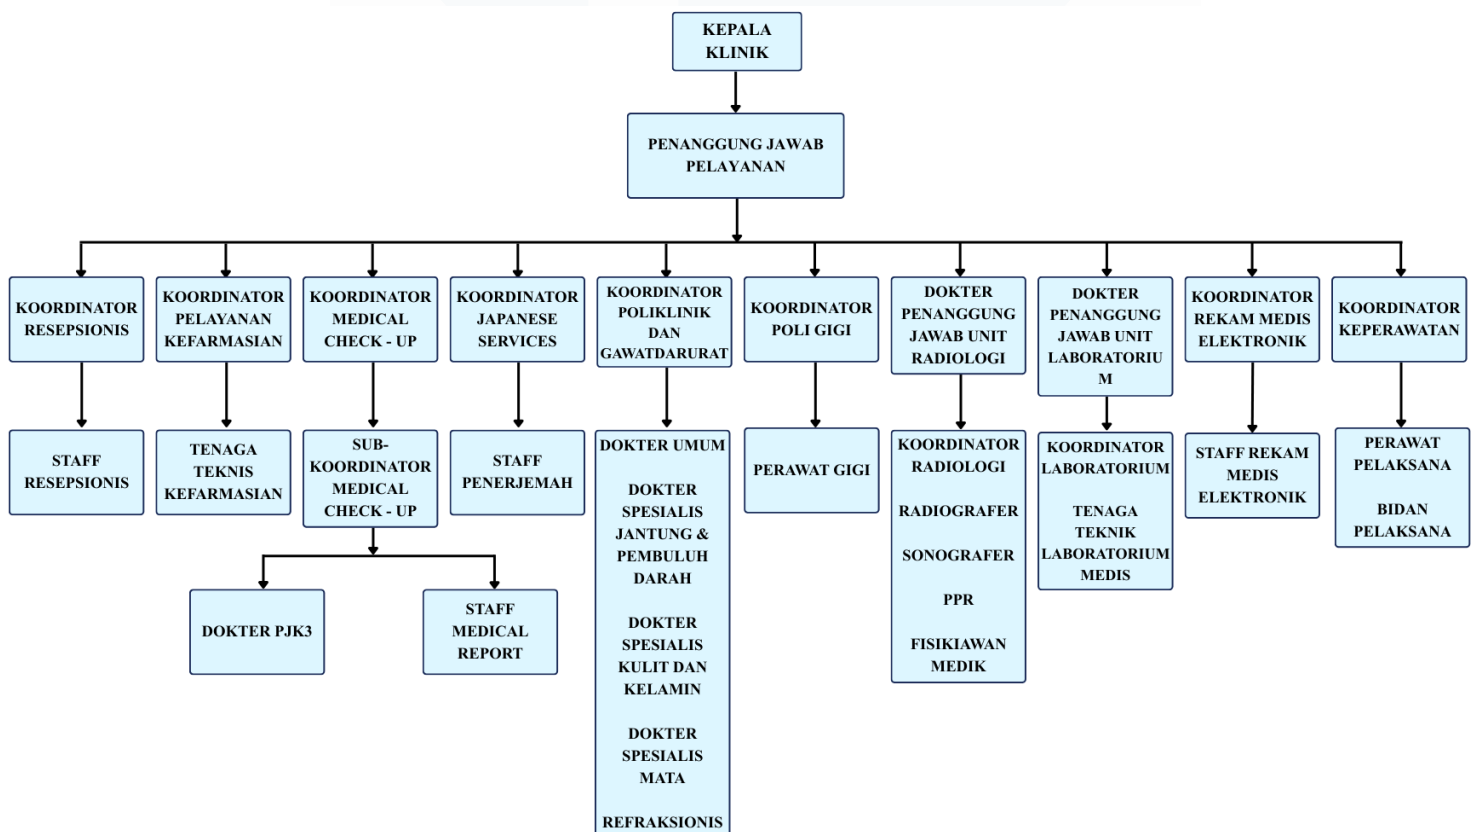 KEPALA
KLINIK
PENANGGUNG JAWAB
PELAYANAN
KOORDINATOR
RESEPSIONIS
KOORDINATOR
PELAYANAN
KEFARMASIAN
KOORDINATOR
MEDICAL
CHECK - UP
KOORDINATOR
JAPANESE
SERVICES
KOORDINATOR
POLIKLINIK
DAN
GAWATDARURAT
KOORDINATOR
POLI GIGI
DOKTER
PENANGGUNG
JAWAB UNIT
RADIOLOGI
DOKTER
PENANGGUNG
JAWAB UNIT
LABORATORIU
M
KOORDINATOR
REKAM MEDIS
ELEKTRONIK
KOORDINATOR
KEPERAWATAN
STAFF
RESEPSIONIS
TENAGA
TEKNIS
KEFARMASIAN
SUB-
KOORDINATOR
MEDICAL
CHECK - UP
STAFF
PENERJEMAH
DOKTER UMUM
DOKTER
SPESIALIS
JANTUNG &
PEMBULUH
DARAH
DOKTER
SPESIALIS
KULIT DAN
KELAMIN
DOKTER
SPESIALIS
MATA
REFRAKSIONIS
PERAWAT GIGI
KOORDINATOR
RADIOLOGI
RADIOGRAFER
SONOGRAFER
PPR
FISIKIAWAN
MEDIK
KOORDINATOR
LABORATORIUM
TENAGA
TEKNIK
LABORATORIUM
MEDIS
STAFF REKAM
MEDIS
ELEKTRONIK
PERAWAT
PELAKSANA
BIDAN
PELAKSANA
DOKTER PJK3
STAFF
MEDICAL
REPORT